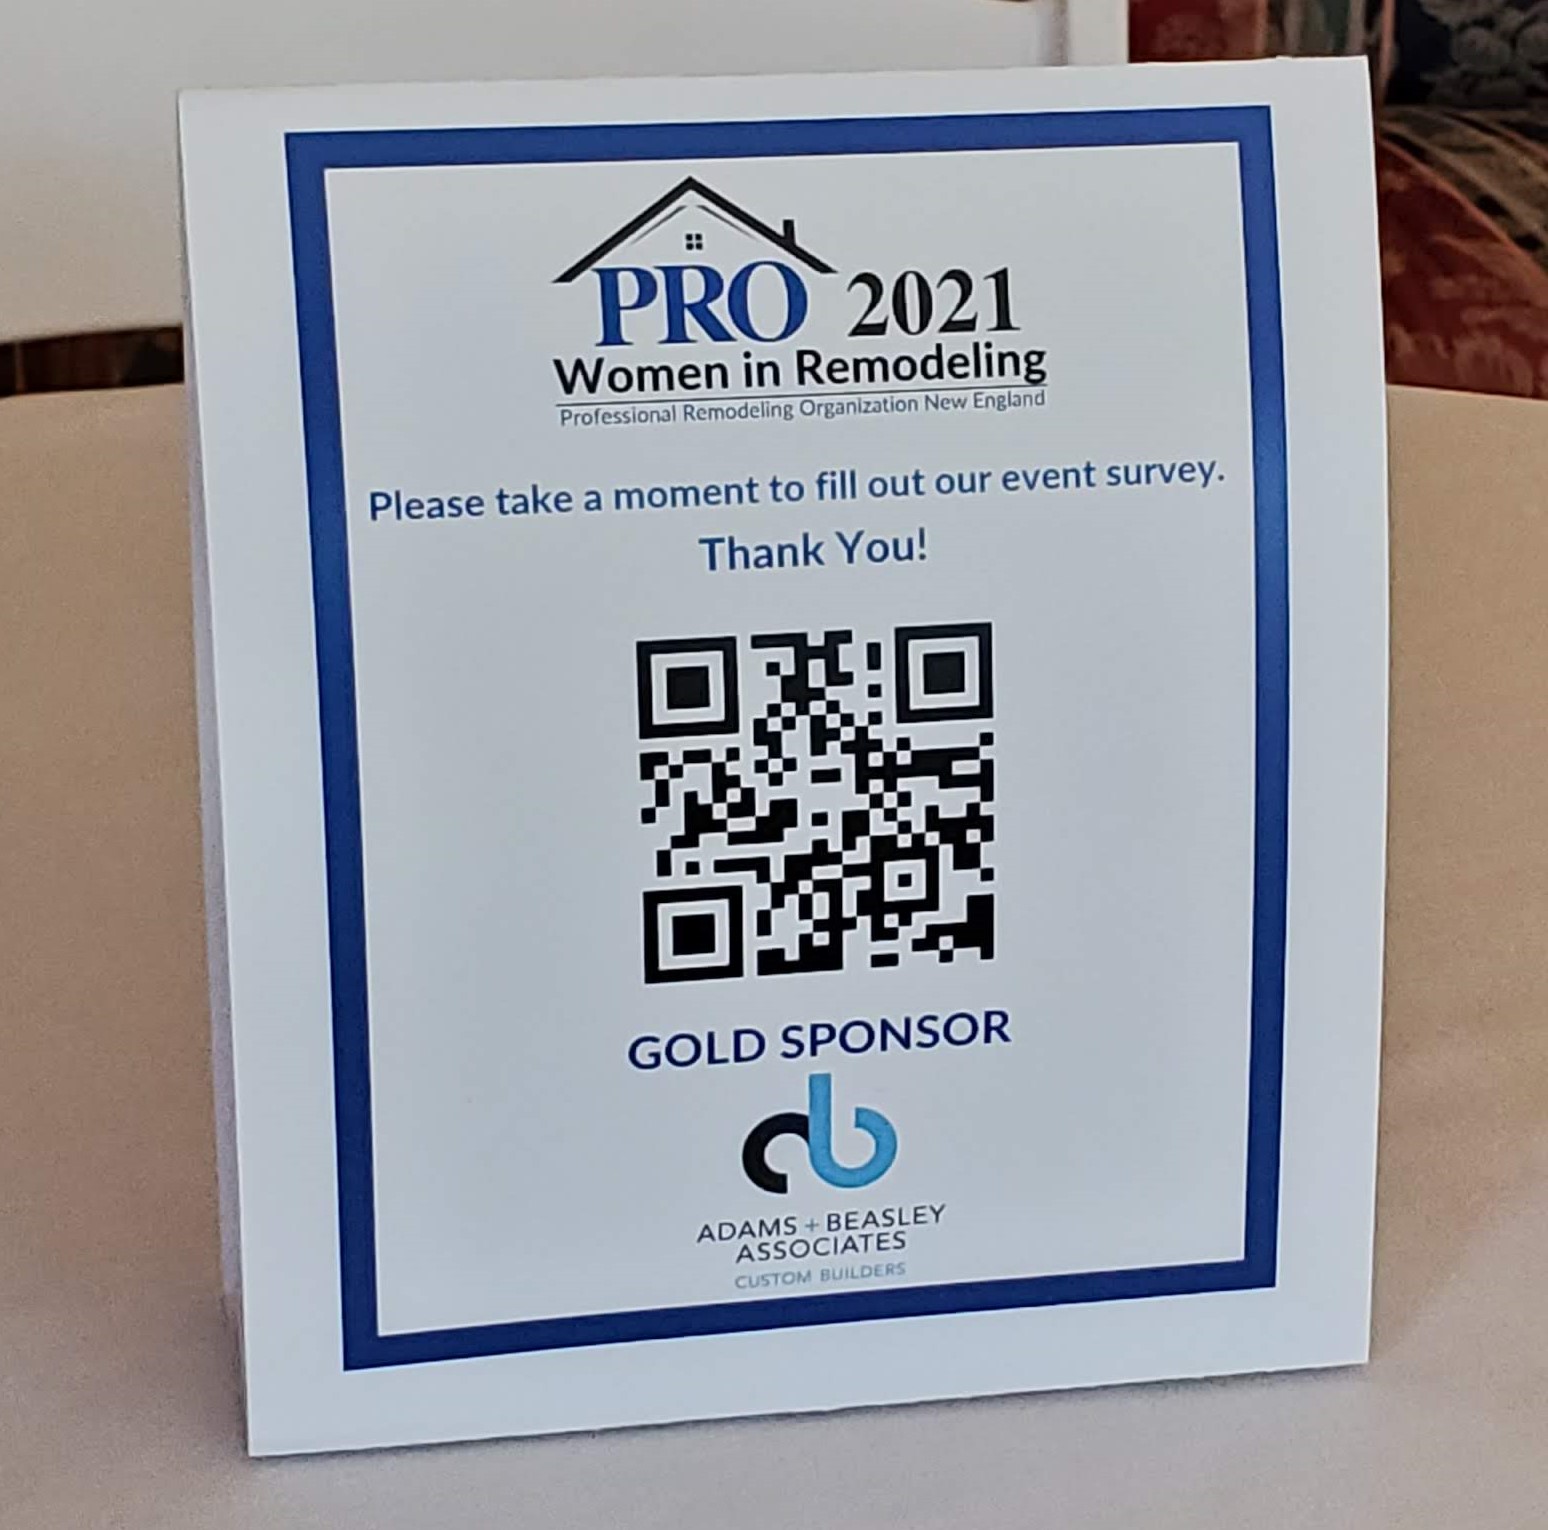 PRO 2021
Women in Remodeling
Professional Remodeling Organization New England
Please take a moment to fill out our event survey.
Thank You!
GOLD SPONSOR
ab
ADAMS + BEASLEY
ASSOCIATES
CUSTOM BUILDERS